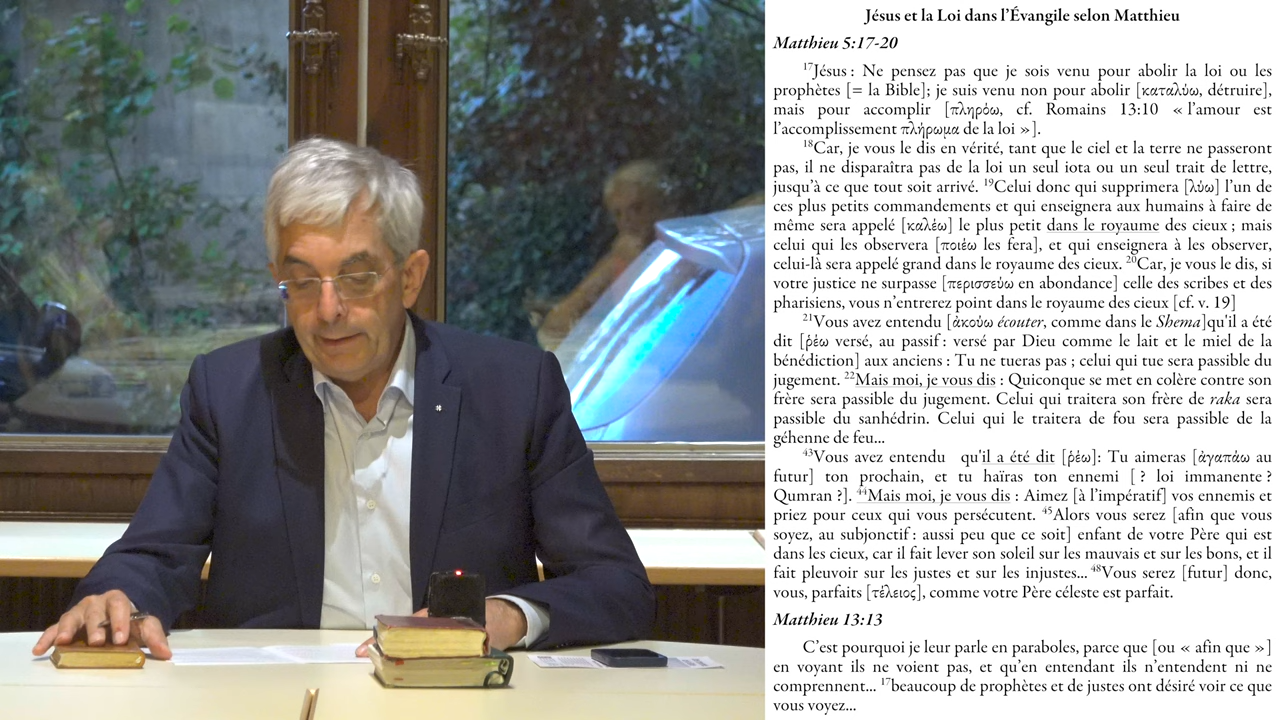 Jésus et la Loi dans l’Évangile selon Matthieu
Matthieu 5:17-20
¹⁷Jésus : Ne pensez pas que je sois venu pour abolir la loi ou les
prophètes [= la Bible]; je suis venu non pour abolir [καταλύω, détruire],
mais pour accomplir [πληρόω, cf. Romains 13:10 « l’amour est
l’accomplissement πλήρωμα de la loi »].
¹⁸Car, je vous le dis en vérité, tant que le ciel et la terre ne passeront
pas, il ne disparaîtra pas de la loi un seul iota ou un seul trait de lettre,
jusqu’à ce que tout soit arrivé. ¹⁹Celui donc qui supprimera [λύω] l’un de
ces plus petits commandements et qui enseignera aux humains à faire de
même sera appelé [καλέω] le plus petit dans le royaume des cieux ; mais
celui qui les observera [ποιέω les fera], et qui enseignera à les observer,
celui-là sera appelé grand dans le royaume des cieux. ²⁰Car, je vous le dis, si
votre justice ne surpasse [περισσεύω en abondance] celle des scribes et des
pharisiens, vous n’entrerez point dans le royaume des cieux [cf. v. 19]
²¹Vous avez entendu [ἀκούω écouter, comme dans le Shema]qu'il a été
dit [ῥέω versé, au passif : versé par Dieu comme le lait et le miel de la
bénédiction] aux anciens : Tu ne tueras pas ; celui qui tue sera passible du
jugement. ²²Mais moi, je vous dis : Quiconque se met en colère contre son
frère sera passible du jugement. Celui qui traitera son frère de raka sera
passible du sanhédrin. Celui qui le traitera de fou sera passible de la
géhenne de feu...
⁴³Vous avez entendu qu'il a été dit [ῥέω]: Tu aimeras [ἀγαπάω au
futur] ton prochain, et tu haïras ton ennemi [ ? loi immanente ?
Qumran ?]. ⁴⁴Mais moi, je vous dis : Aimez [à l’impératif] vos ennemis et
priez pour ceux qui vous persécutent. ⁴⁵Alors vous serez [afin que vous
soyez, au subjonctif : aussi peu que ce soit] enfant de votre Père qui est
dans les cieux, car il fait lever son soleil sur les mauvais et sur les bons, et il
fait pleuvoir sur les justes et sur les injustes... ⁴⁸Vous serez [futur] donc,
vous, parfaits [τέλειος], comme votre Père céleste est parfait.
Matthieu 13:13
C’est pourquoi je leur parle en paraboles, parce que [ou « afin que »]
en voyant ils ne voient pas, et qu’en entendant ils n’entendent ni ne
comprennent... ¹⁷beaucoup de prophètes et de justes ont désiré voir ce que
vous voyez...